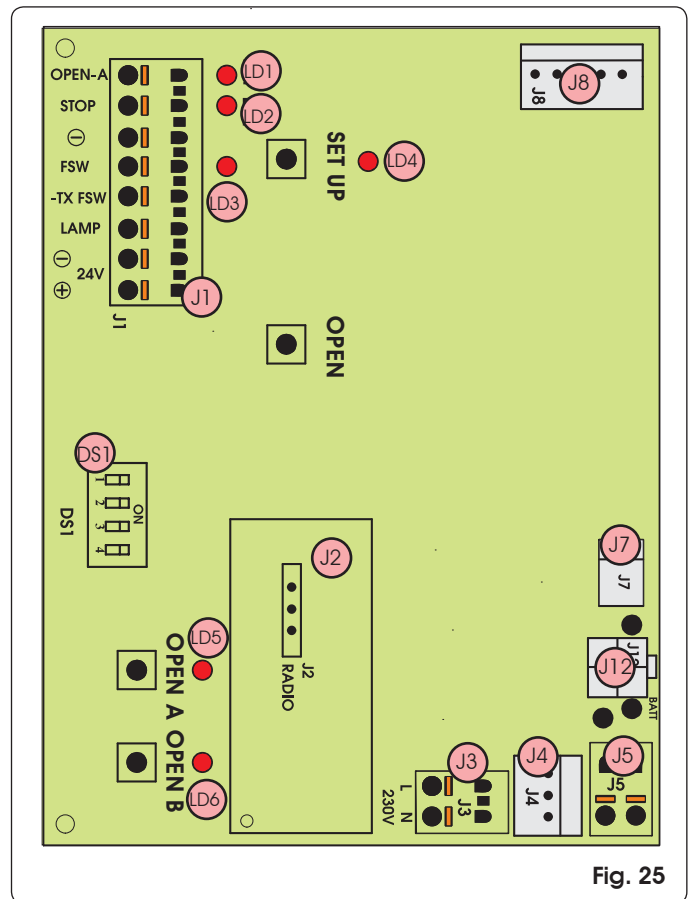 OPEN-A
STOP
⊖
FSW
-TX FSW
LAMP
⊖
24V
⊕
J1
J1
LD1
LD2
LD3
SET UP
LD4
J8
J8
OPEN
DS1
DS1
1
2
3
4
ON
J2
J2
RADIO
J7
J7
LD5
OPEN A
OPEN B
LD6
J12
BATT
J3
J3
L
N
230V
J4
J4
J5
J5
Fig. 25